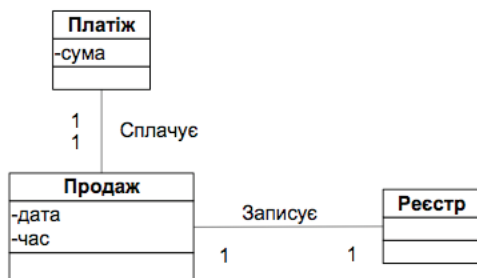 Платіж
-сума
1
1
Сплачує
Продаж
-дата
-час
Записує
1
1
Реєстр